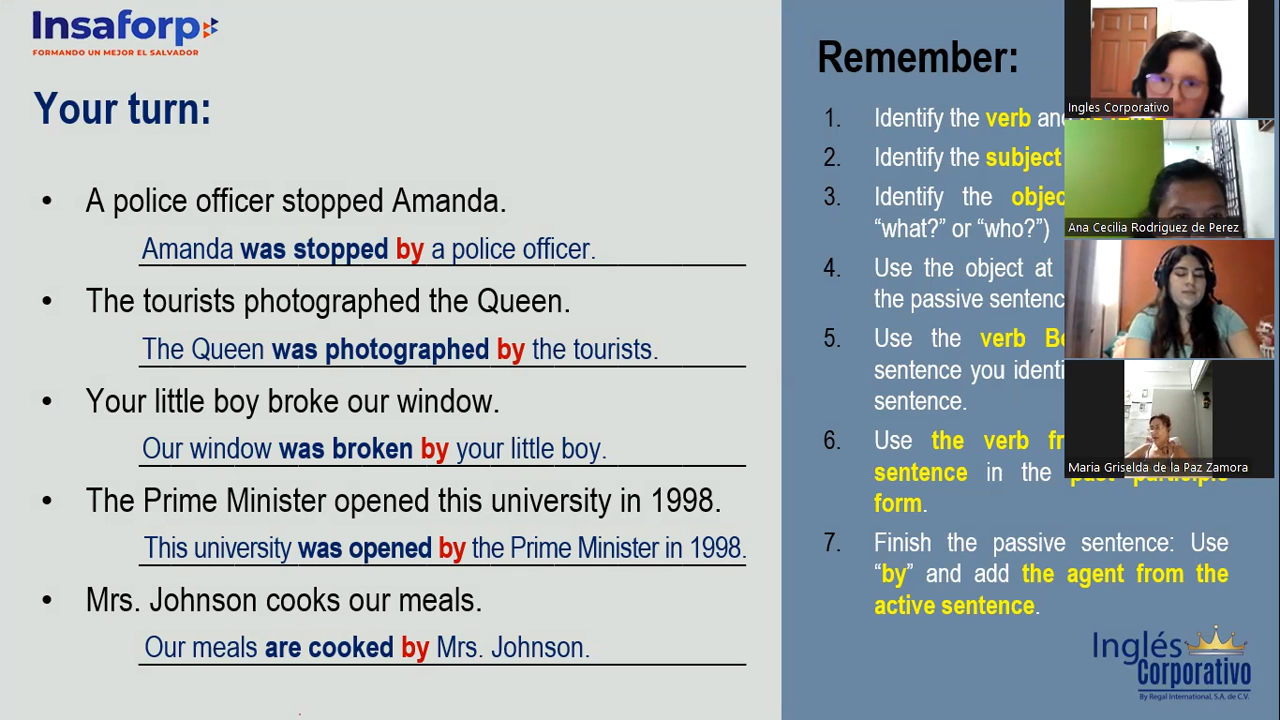 Insaforp
FORMANDO UN MEJOR EL SALVADOR
Your turn:
• A police officer stopped Amanda.
Amanda was stopped by a police officer.
• The tourists photographed the Queen.
The Queen was photographed by the tourists.
• Your little boy broke our window.
Our window was broken by your little boy.
• The Prime Minister opened this university in 1998.
This university was opened by the Prime Minister in 1998.
• Mrs. Johnson cooks our meals.
Our meals are cooked by Mrs. Johnson.
Remember:
1. Identify the verb and
2. Identify the subject
3. Identify the
“what?” or “who?”)
4. Use the object at
the passive
5. Use the verb
sentence you
sentence.
6. Use the verb
sentence in the past participle
form.
7. Finish the passive sentence: Use
“by” and add the agent from the
active sentence.
Inglés
Corporativo
By Regal International, S.A. de C.V.
Ingles Corporativo
Ana Cecilia Rodriguez de Perez
Maria Griselda de la Paz Zamora